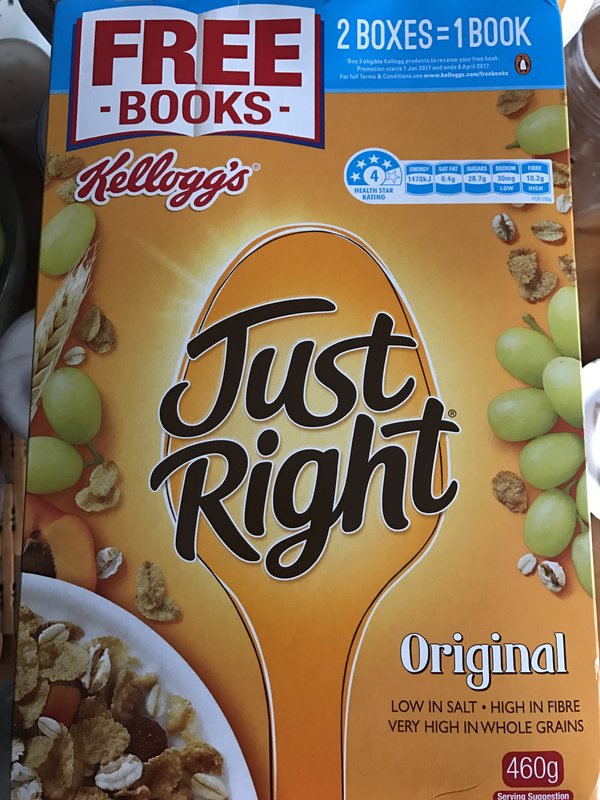 FREE
-BOOKS-
2 BOXES=1 BOOK
Buy 2 eligible Kellogg products to receive your free book.
Promotion starts 1 Jan 2017 and ends 8 April 2017.
For full Terms & Conditions see www.kelloggs.com/freebooks
Kellogg's®
4
HEALTH STAR
RATING
ENERGY SAT FAT SUGARS SODIUM FIBRE
1470kJ 0.4g 28.7g 30mg 10.2g
LOW HIGH
PER 100g
Just
Right®
Original
LOW IN SALT • HIGH IN FIBRE
VERY HIGH IN WHOLE GRAINS
460g
Serving Suggestion